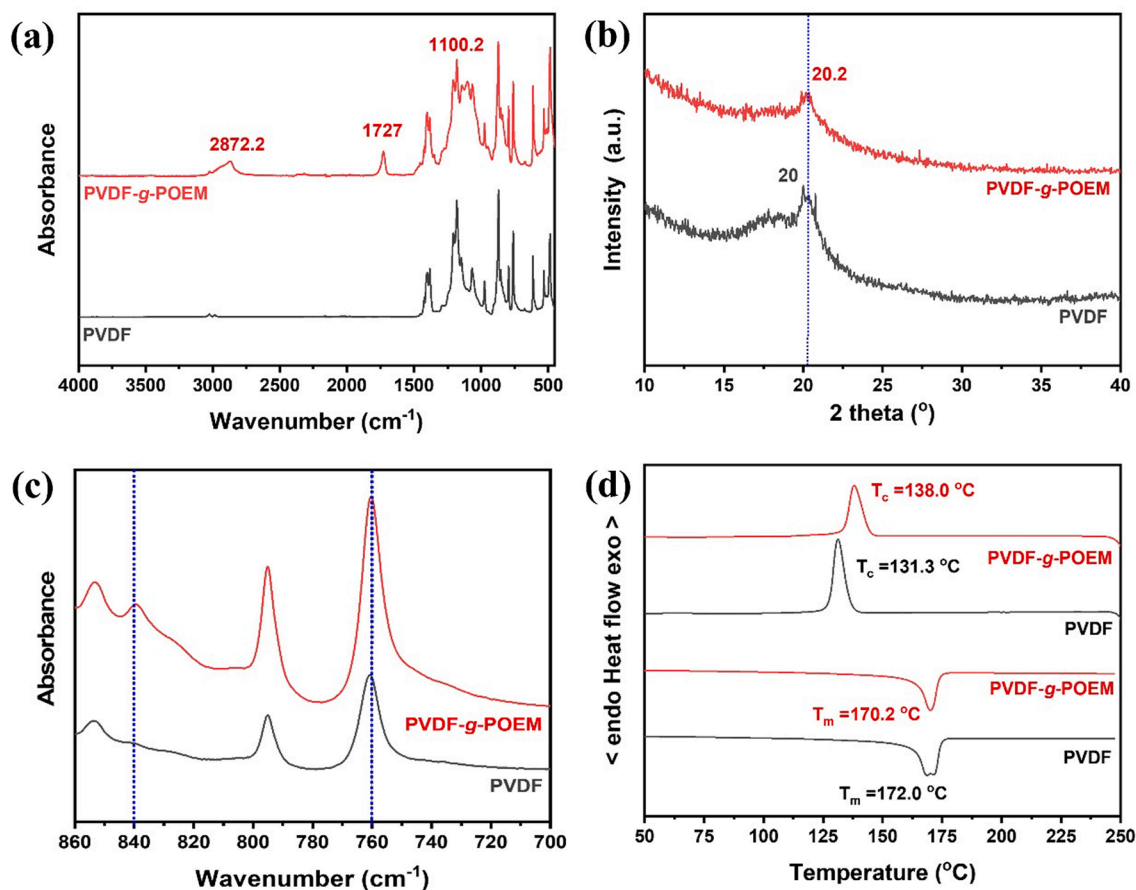 (a)
1100.2
2872.2
1727
PVDF-g-POEM
PVDF
Absorbance
4000 3500 3000 2500 2000 1500 1000 500
Wavenumber (cm⁻¹)
(b)
20.2
PVDF-g-POEM
20
PVDF
Intensity (a.u.)
10 15 20 25 30 35 40
2 theta (°)
(c)
PVDF-g-POEM
PVDF
Absorbance
860 840 820 800 780 760 740 720 700
Wavenumber (cm⁻¹)
(d)
Tc =138.0 °C
PVDF-g-POEM
Tc =131.3 °C
PVDF
PVDF-g-POEM
Tm =170.2 °C
PVDF
Tm =172.0 °C
< endo Heat flow exo >
50 75 100 125 150 175 200 225 250
Temperature (°C)